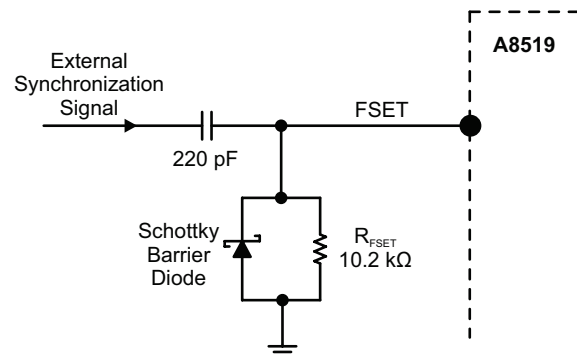 A8519
External
Synchronization
Signal
FSET
220 pF
Schottky
Barrier
Diode
RFSET
10.2 kΩ